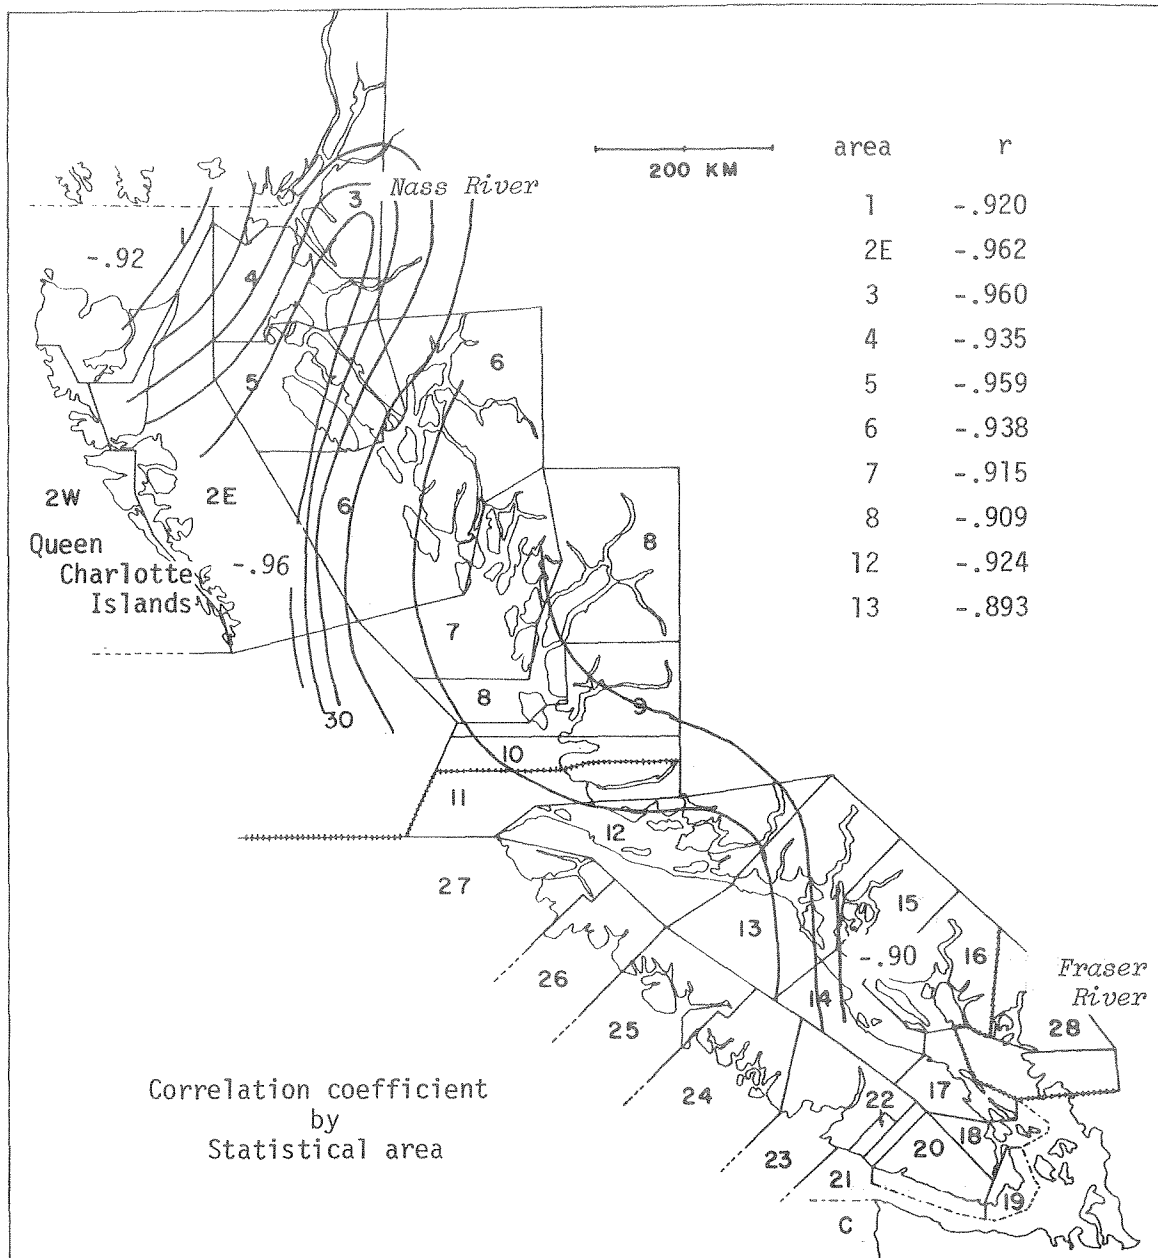 area r
200 KM
Nass River
3
1 -.920
1
-.92
2E -.962
4
3 -.960
4 -.935
5
6
5 -.959
6 -.938
7 -.915
2W
2E
6
8 -.909
8
Queen
Charlotte
Islands
-.96
12 -.924
13 -.893
7
8
9
30
10
11
12
27
13
15
-.90
16
Fraser
River
26
14
25
28
Correlation coefficient
by
Statistical area
24
17
22
18
23
20
21
19
C